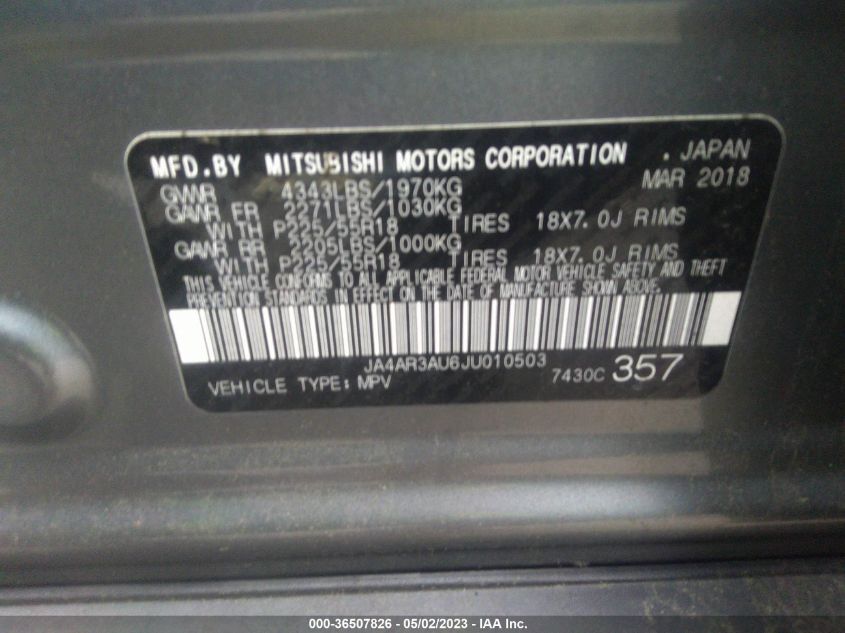 MFD.BY MITSUBISHI MOTORS CORPORATION . JAPAN
MAR 2018
GVWR 4343LBS/1970KG
GAWR FR 2271LBS/1030KG
WITH P225/55R18 TIRES 18X7.0J RIMS
GAWR RR 2205LBS/1000KG
WITH P225/55R18 TIRES 18X7.0J RIMS
THIS VEHICLE CONFORMS TO ALL APPLICABLE FEDERAL MOTOR VEHICLE SAFETY AND THEFT
PREVENTION STANDARDS IN EFFECT ON THE DATE OF MANUFACTURE SHOWN ABOVE.
JA4AR3AU6JU010503
VEHICLE TYPE: MPV 7430C 357
000-36507826 / 05/02/2023 - IAA Inc.